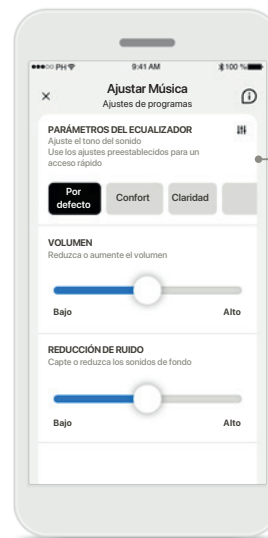 PH 9:41 AM 100 %
Ajustar Música
Ajustes de programas
PARÁMETROS DEL ECUALIZADOR
Ajuste el tono del sonido
Use los ajustes preestablecidos para un
acceso rápido
Por
defecto
Confort
Claridad
VOLUMEN
Reduzca o aumente el volumen
Bajo Alto
REDUCCIÓN DE RUIDO
Capte o reduzca los sonidos de fondo
Bajo Alto